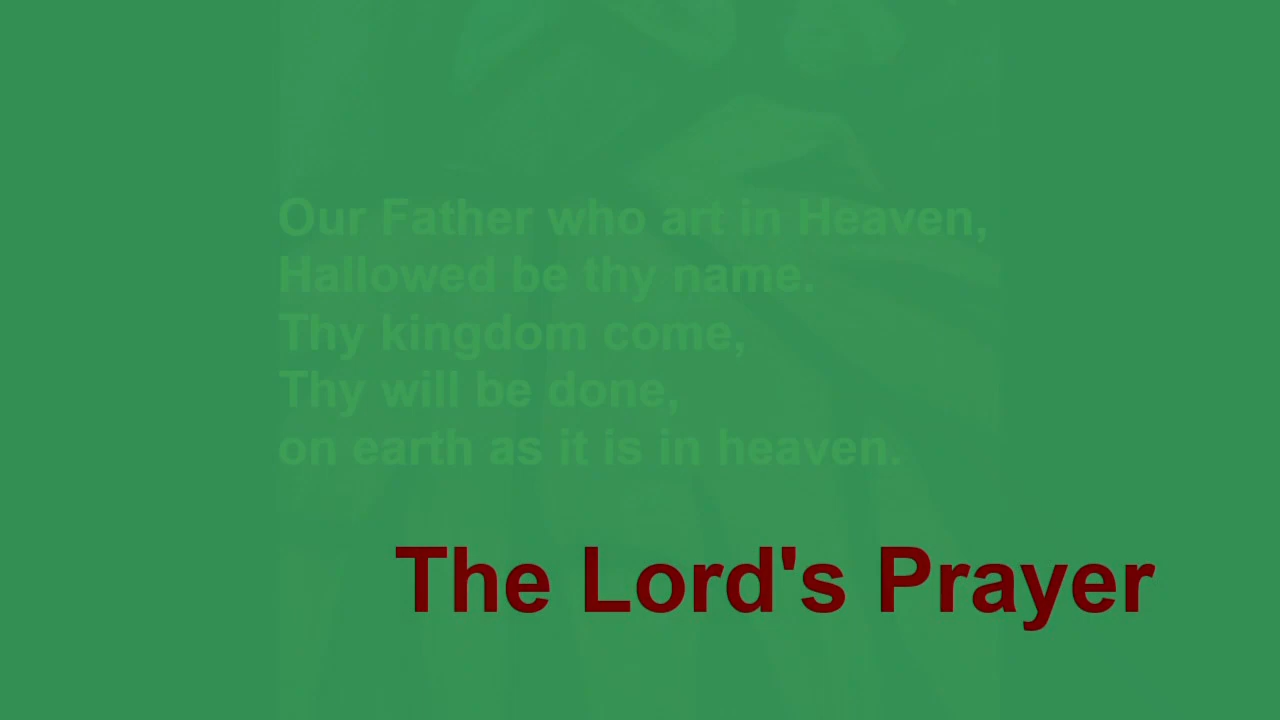 Our Father who art in Heaven,
Hallowed be thy name.
Thy kingdom come,
Thy will be done,
on earth as it is in heaven.
The Lord's Prayer